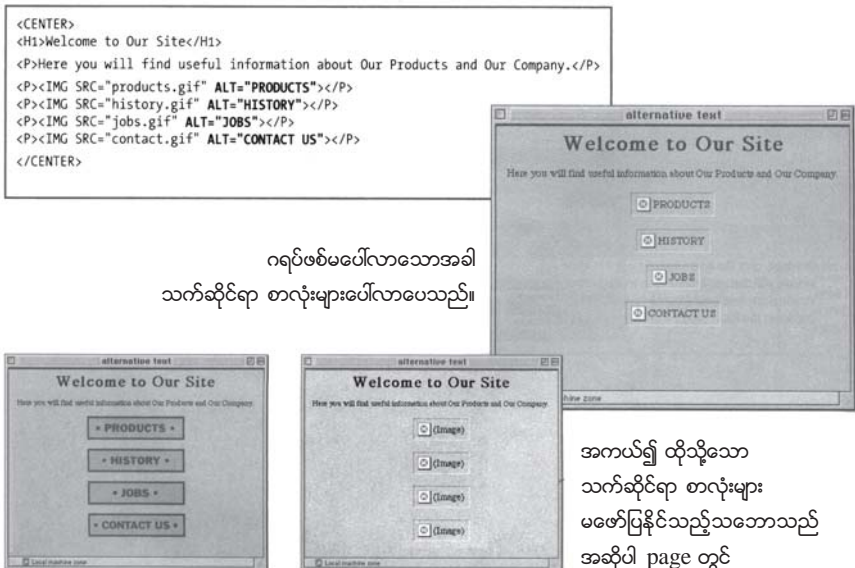 <CENTER>
<H1>Welcome to Our Site</H1>
<P>Here you will find useful information about Our Products and Our Company.</P>
<P><IMG SRC="products.gif" ALT="PRODUCTS"></P>
<P><IMG SRC="history.gif" ALT="HISTORY"></P>
<P><IMG SRC="jobs.gif" ALT="JOBS"></P>
<P><IMG SRC="contact.gif" ALT="CONTACT US"></P>
</CENTER>
alternative text
Welcome to Our Site
Here you will find useful information about Our Products and Our Company.
PRODUCTS
HISTORY
JOBS
CONTACT US
machine zone
ဂရပ်ဖစ်မပေါ်လာသောအခါ
သက်ဆိုင်ရာ စာလုံးများပေါ်လာပေသည်။
alternative text
Welcome to Our Site
Here you will find useful information about Our Products and Our Company.
• PRODUCTS •
• HISTORY •
• JOBS •
• CONTACT US •
Local machine zone
alternative text
Welcome to Our Site
Here you will find useful information about Our Products and Our Company.
(Image)
(Image)
(Image)
(Image)
Local machine zone
အကယ်၍ ထိုသို့သော
သက်ဆိုင်ရာ စာလုံးများ
မဖော်ပြနိုင်သည့်သဘောသည်
အဆိုပါ page တွင်